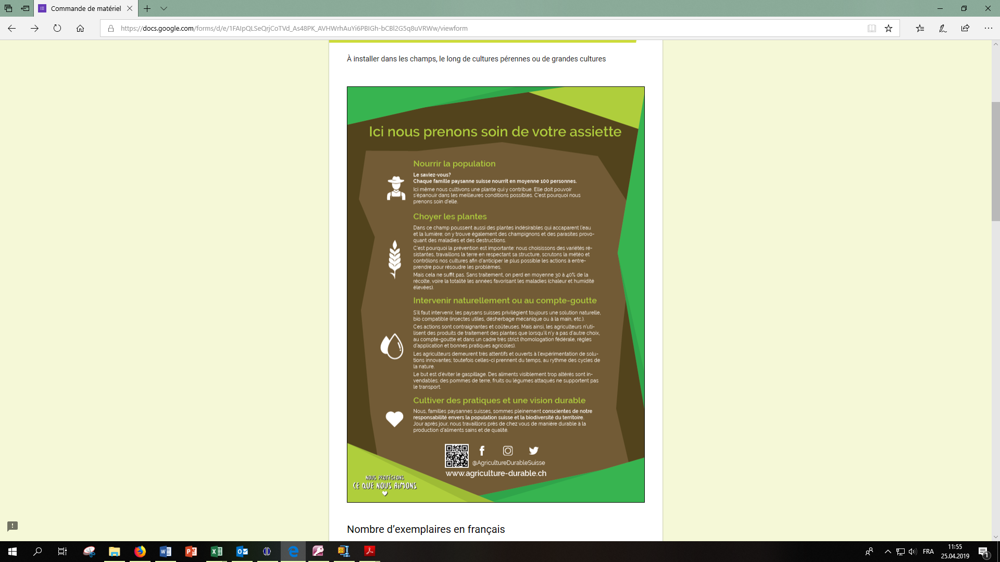 Commande de matériel
https://docs.google.com/forms/d/e/1FAIpQLSeQrjCoTVd_As48PK_AVHWrhAuYi6PBIGh-bCBl2G5q8uVRWw/viewform
À installer dans les champs, le long de cultures pérennes ou de grandes cultures
Ici nous prenons soin de votre assiette
Nourrir la population
Le saviez-vous?
Chaque famille paysanne suisse nourrit en moyenne 100 personnes.
Ici même nous cultivons une plante qui y contribue. Elle doit pouvoir
s'épanouir dans les meilleures conditions possibles. C'est pourquoi nous
prenons soin d'elle.
Choyer les plantes
Dans ce champ poussent aussi des plantes indésirables qui accaparent l'eau
et la lumière; on y trouve également des champignons et des parasites provo-
quant des maladies et des destructions.
C'est pourquoi la prévention est importante: nous choisissons des variétés ré-
sistantes, travaillons la terre en respectant sa structure, scrutons la météo et
contrôlons nos cultures afin d'anticiper le plus possible les actions à entre-
prendre pour résoudre les problèmes.
Mais cela ne suffit pas. Sans traitement, on perd en moyenne 30 à 40% de la
récolte, voire la totalité les années favorisant les maladies (chaleur et humidité
élevées).
Intervenir naturellement ou au compte-goutte
S'il faut intervenir, les paysans suisses privilégient toujours une solution naturelle,
bio compatible (insectes utiles, désherbage mécanique ou à la main, etc.).
Ces actions sont contraignantes et coûteuses. Mais ainsi, les agriculteurs n'uti-
lisent des produits de traitement des plantes que lorsqu'il n'y a pas d'autre choix,
au compte-goutte et dans un cadre très strict (homologation fédérale, règles
d'application et bonnes pratiques agricoles).
Les agriculteurs demeurent très attentifs et ouverts à l'expérimentation de solu-
tions innovantes; toutefois celles-ci prennent du temps, au rythme des cycles de
la nature.
Le but est d'éviter le gaspillage. Des aliments visiblement trop altérés sont in-
vendables; des pommes de terre, fruits ou légumes attaqués ne supportent pas
le transport.
Cultiver des pratiques et une vision durable
Nous, familles paysannes suisses, sommes pleinement conscientes de notre
responsabilité envers la population suisse et la biodiversité du territoire.
Jour après jour, nous travaillons près de chez vous de manière durable à la
production d'aliments sains et de qualité.
@AgricultureDurableSuisse
www.agriculture-durable.ch
NOUS PROTÉGEONS
CE QUE NOUS AIMONS
Nombre d'exemplaires en français
FRA
11:55
25.04.2019
1